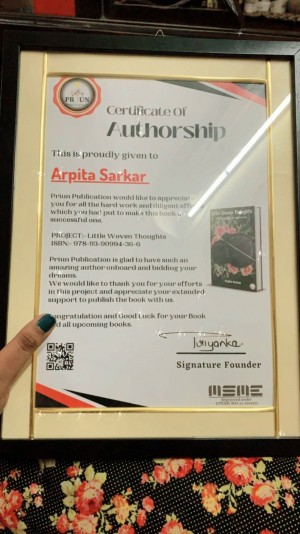 PRIUN
Certificate Of
Authorship
This is proudly given to
Arpita Sarkar
Priun Publication would like to appreciate
you for all the hard work and diligent
which you had put to make this book
successful one.
PROJECT:- Little Woven Thoughts
ISBN:- 978-93-90994-36-6
Priun Publication is glad to have such an
amazing author onboard and bidding your
dreams.
We would like to thank you for your efforts
in this project and appreciate your extended
support to publish the book with us.
Congratulation and Good Luck for your Book
and all upcoming books.
Little Woven Thoughts
Priyanka
Signature Founder
MSME